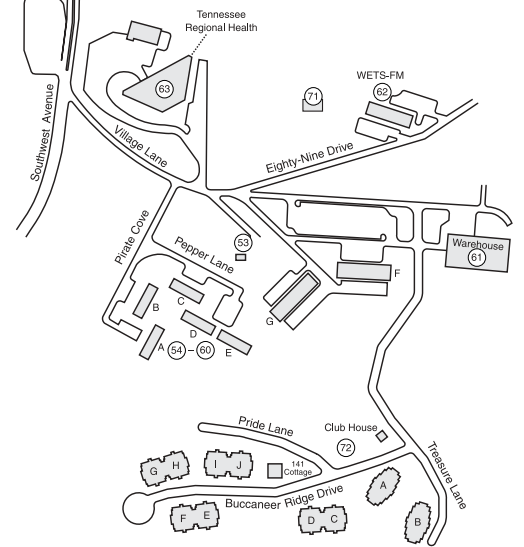 Tennessee
Regional Health
63
WETS-FM
62
71
Southwest Avenue
Village Lane
Eighty-Nine Drive
Pirate Cove
Pepper Lane
53
Warehouse
61
F
G
C
B
D
A
54 – 60
E
Pride Lane
Club House
72
Treasure Lane
G H
I J
141
Cottage
A
Buccaneer Ridge Drive
F E
D C
B